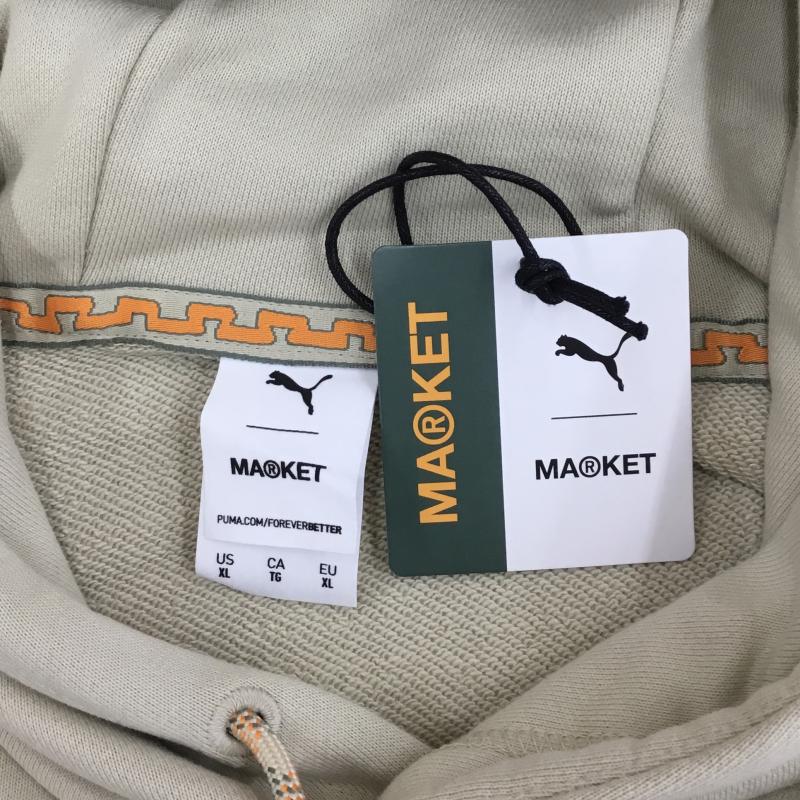 MA®KET
PUMA.COM/FOREVERBETTER
US CA EU
XL TG XL
MA®KET
MA®KET